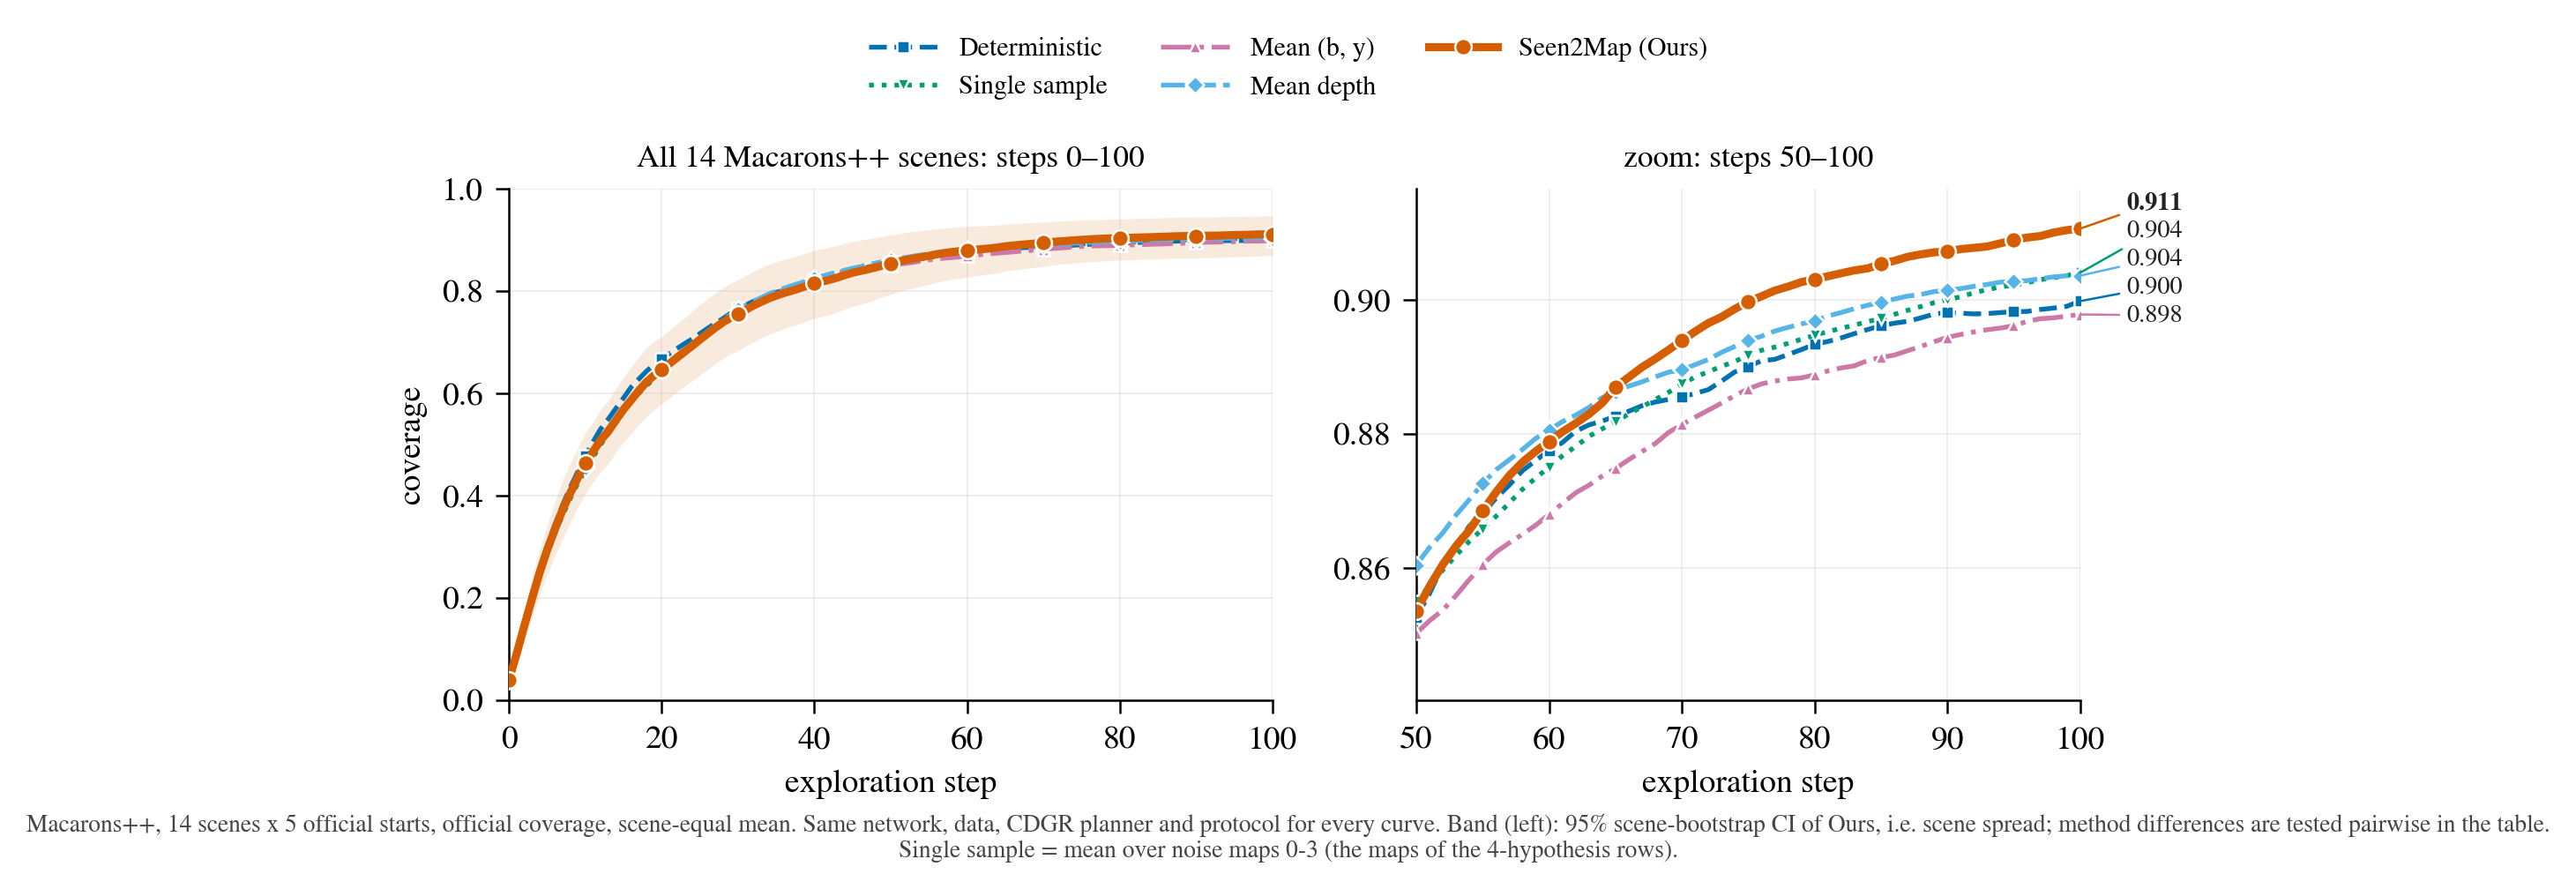 Deterministic
Single sample
Mean (b, y)
Mean depth
Seen2Map (Ours)
All 14 Macarons++ scenes: steps 0–100
1.0
0.8
0.6
0.4
0.2
0.0
coverage
0 20 40 60 80 100
exploration step
zoom: steps 50–100
0.90
0.88
0.86
0.911
0.904
0.904
0.900
0.898
50 60 70 80 90 100
exploration step
Macarons++, 14 scenes x 5 official starts, official coverage, scene-equal mean. Same network, data, CDGR planner and protocol for every curve. Band (left): 95% scene-bootstrap CI of Ours, i.e. scene spread; method differences are tested pairwise in the table.
Single sample = mean over noise maps 0-3 (the maps of the 4-hypothesis rows).